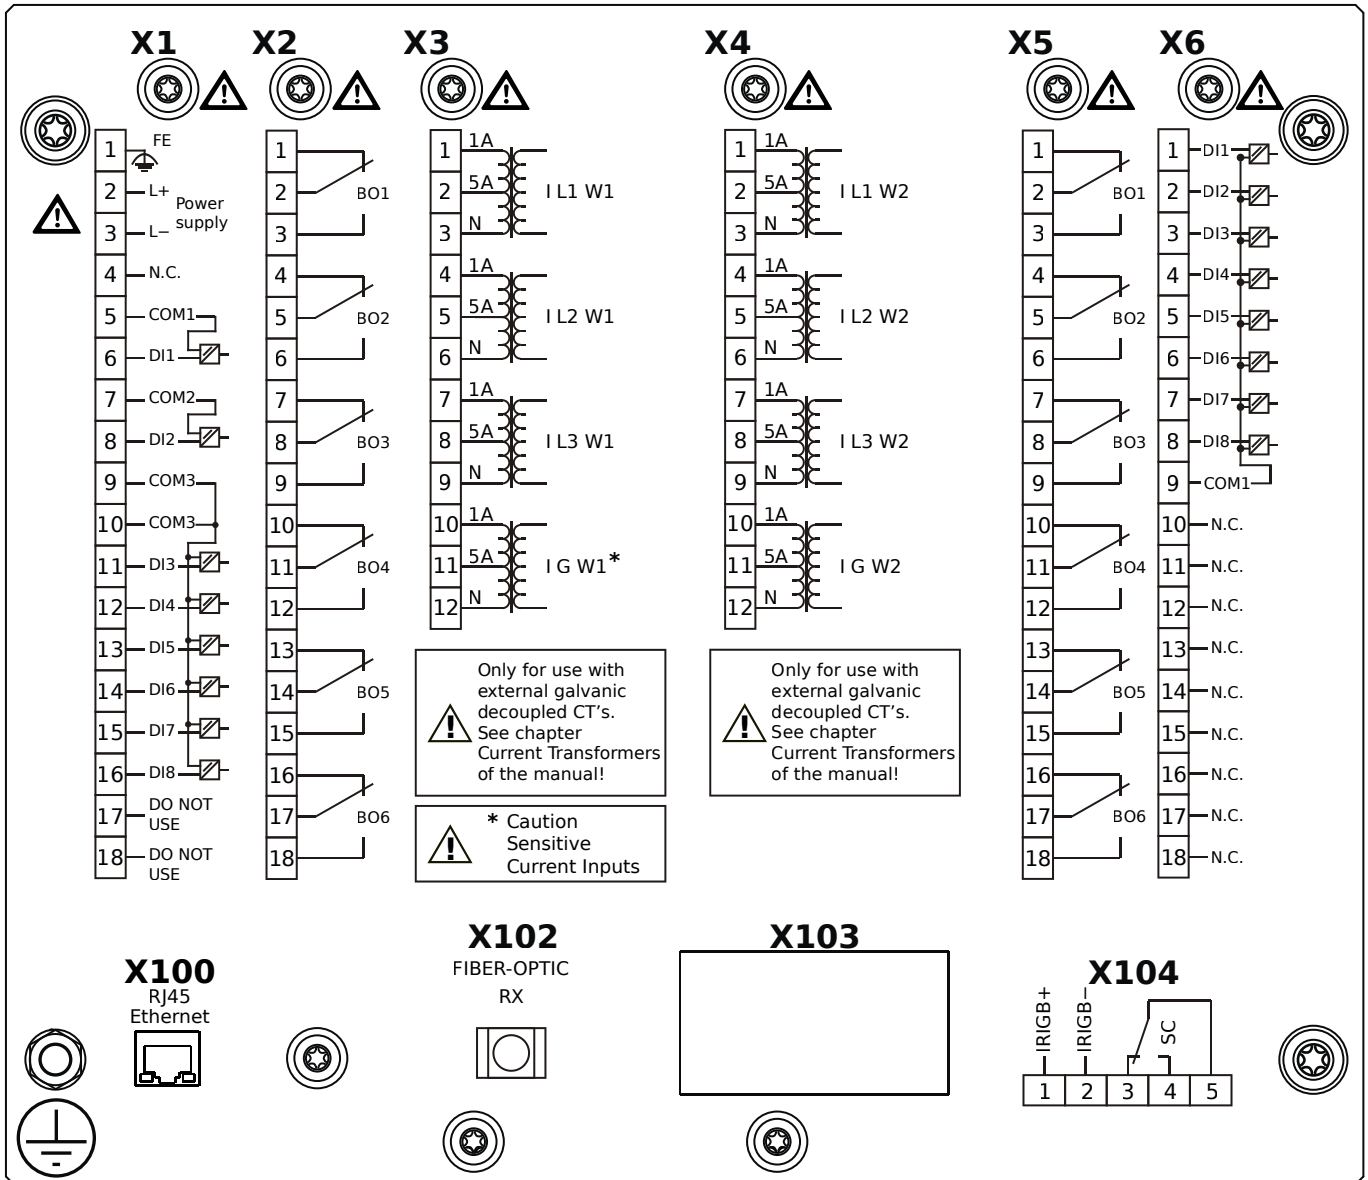 X1 X2 X3 X4 X5 X6
1 FE
2 L+
Power
supply
3 L−
4 N.C.
5 COM1
6 DI1
7 COM2
8 DI2
9 COM3
10 COM3
11 DI3
12 DI4
13 DI5
14 DI6
15 DI7
16 DI8
17 DO NOT
USE
18 DO NOT
USE
1
2 BO1
3
4
5 BO2
6
7
8 BO3
9
10
11 BO4
12
13
14 BO5
15
16
17 BO6
18
1 1A
2 5A I L1 W1
3 N
4 1A
5 5A I L2 W1
6 N
7 1A
8 5A I L3 W1
9 N
10 1A
11 5A I G W1*
12 N
Only for use with
external galvanic
decoupled CT's.
See chapter
Current Transformers
of the manual!
* Caution
Sensitive
Current Inputs
1 1A
2 5A I L1 W2
3 N
4 1A
5 5A I L2 W2
6 N
7 1A
8 5A I L3 W2
9 N
10 1A
11 5A I G W2
12 N
Only for use with
external galvanic
decoupled CT's.
See chapter
Current Transformers
of the manual!
1
2 BO1
3
4
5 BO2
6
7
8 BO3
9
10
11 BO4
12
13
14 BO5
15
16
17 BO6
18
1 DI1
2 DI2
3 DI3
4 DI4
5 DI5
6 DI6
7 DI7
8 DI8
9 COM1
10 N.C.
11 N.C.
12 N.C.
13 N.C.
14 N.C.
15 N.C.
16 N.C.
17 N.C.
18 N.C.
X100
RJ45
Ethernet
X102
FIBER-OPTIC
RX
X103
X104
IRIGB+
IRIGB−
SC
1 2 3 4 5